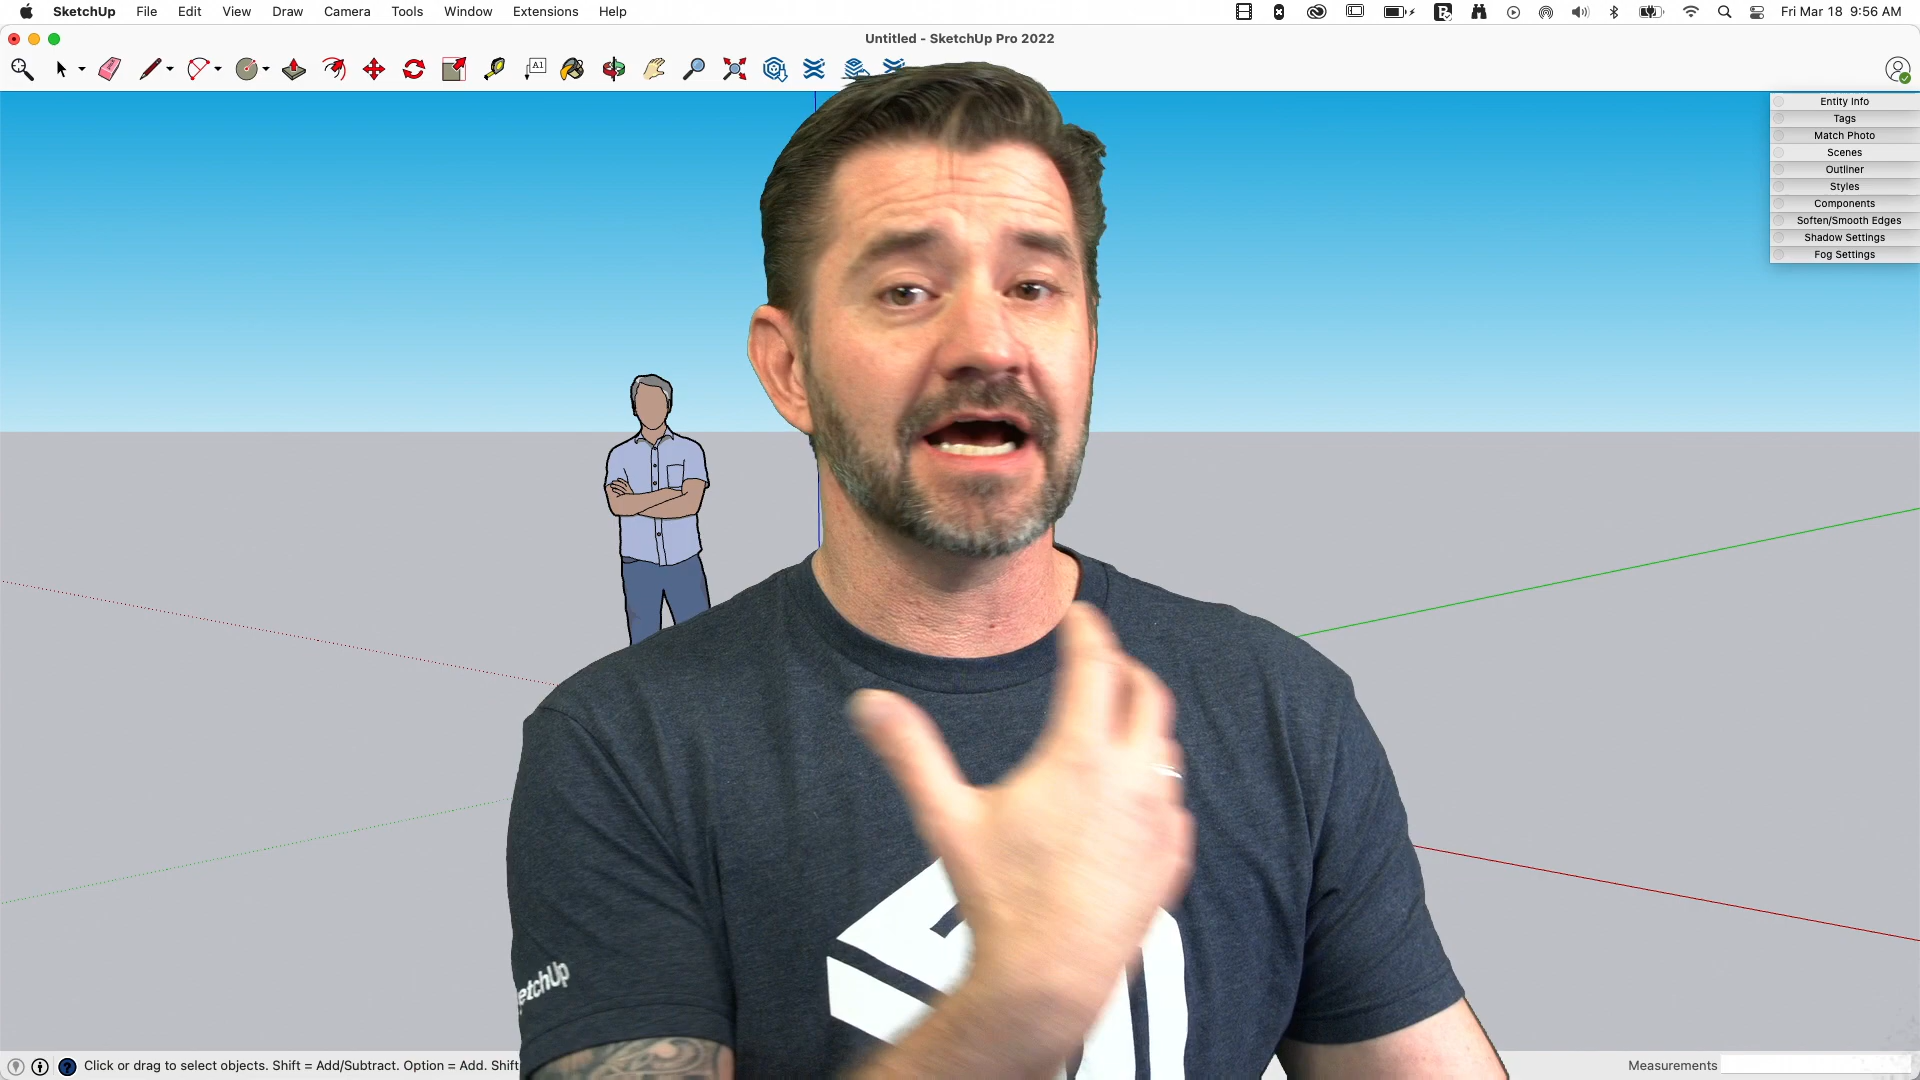 SketchUp File Edit View Draw Camera Tools Window Extensions Help Fri Mar 18 9:56 AM
Untitled - SketchUp Pro 2022
A1
Entity Info
Tags
Match Photo
Scenes
Outliner
Styles
Components
Soften/Smooth Edges
Shadow Settings
Fog Settings
etchUp
Click or drag to select objects. Shift = Add/Subtract. Option = Add. Shift
Measurements